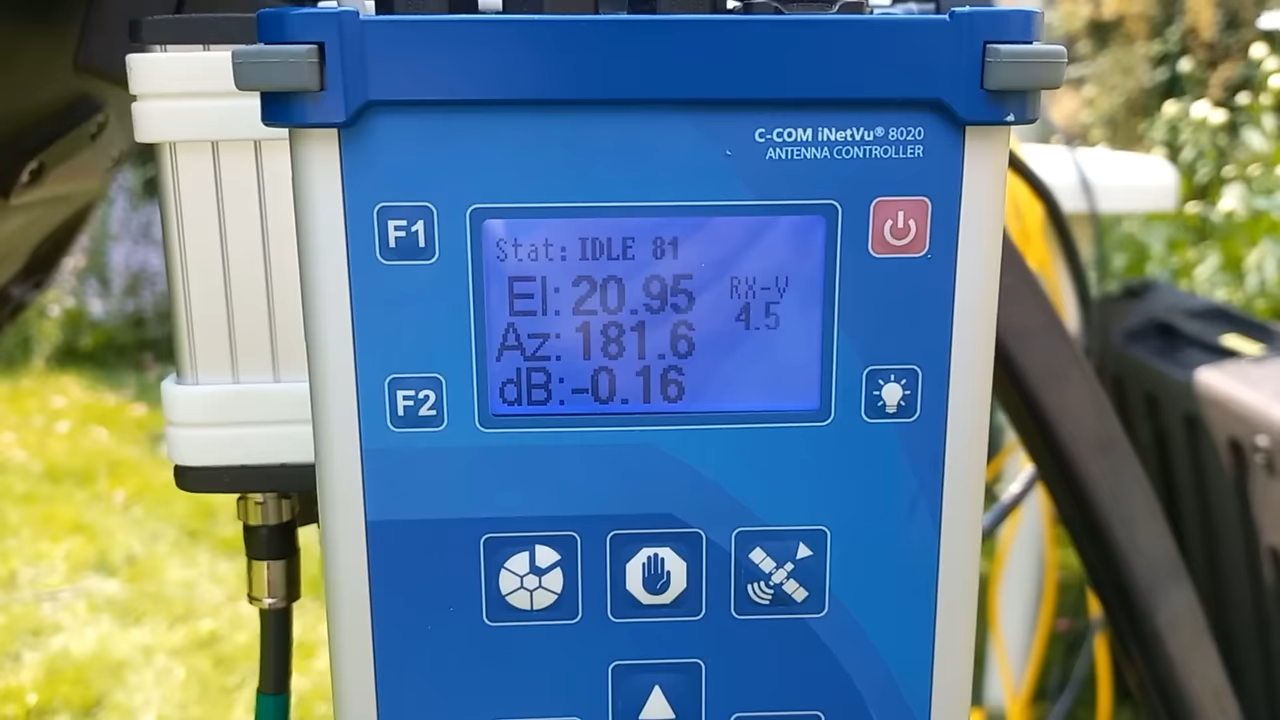 C-COM iNetVu® 8020
ANTENNA CONTROLLER
F1
Stat: IDLE 81
El: 20.95
RX-V
4.5
Az: 181.6
dB:-0.16
F2